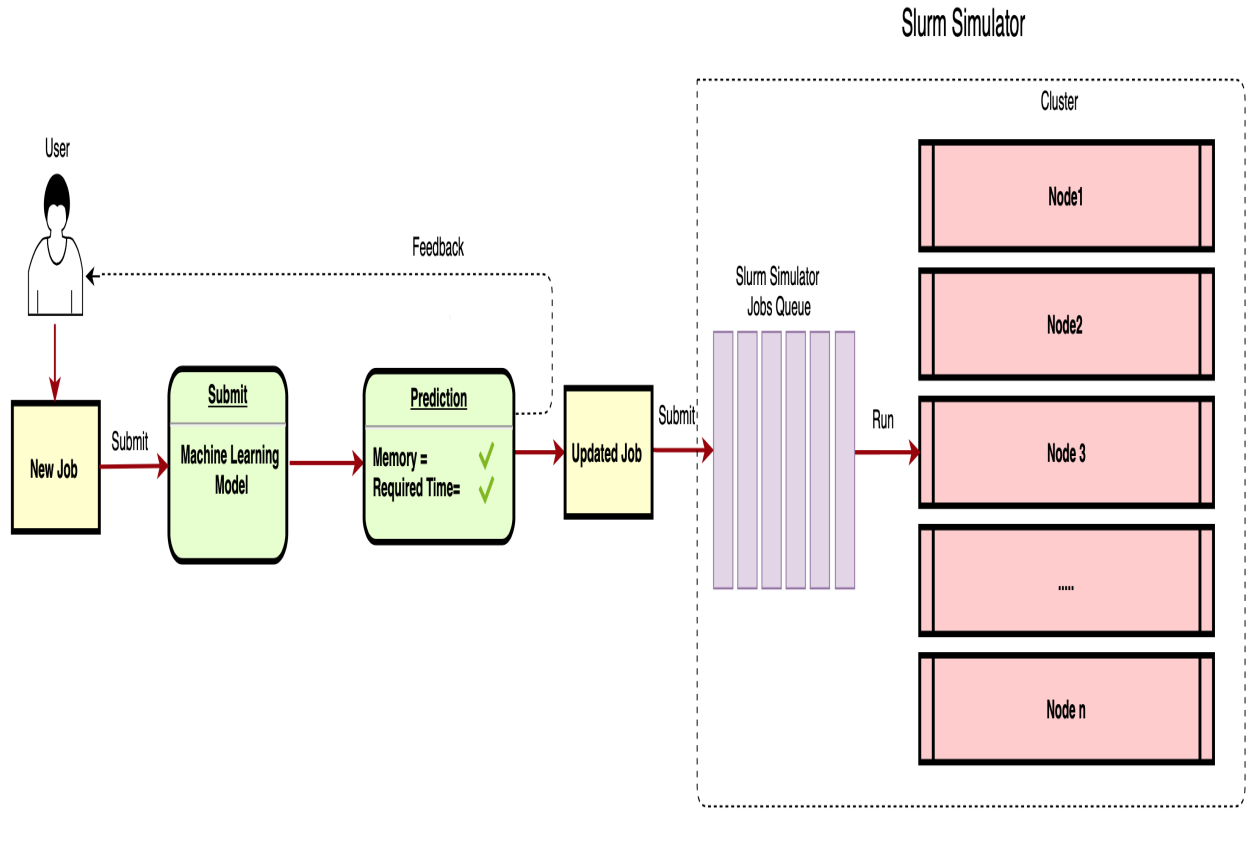 Slurm Simulator
Cluster
User
Feedback
Slurm Simulator
Jobs Queue
New Job
Submit
Submit
Machine Learning
Model
Prediction
Memory =
Required Time=
Updated Job
Submit
Run
Node1
Node2
Node 3
.....
Node n